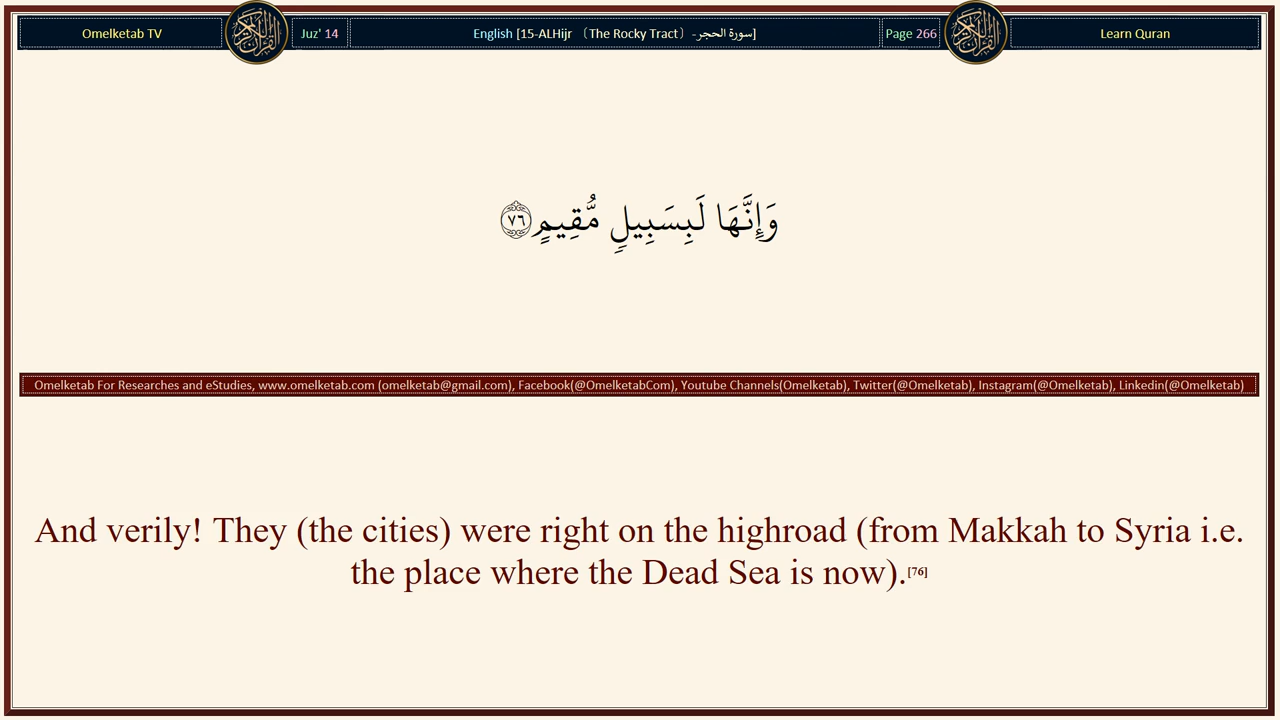 Omelketab TV
Juz' 14
English [15-ALHijr （The Rocky Tract）-سورة الحجر]
Page 266
Learn Quran
وَإِنَّهَا لَبِسَبِيلٍ مُّقِيمٍ ٧٦
Omelketab For Researches and eStudies, www.omelketab.com (omelketab@gmail.com), Facebook(@OmelketabCom), Youtube Channels(Omelketab), Twitter(@Omelketab), Instagram(@Omelketab), Linkedin(@Omelketab)
And verily! They (the cities) were right on the highroad (from Makkah to Syria i.e.
the place where the Dead Sea is now).[76]